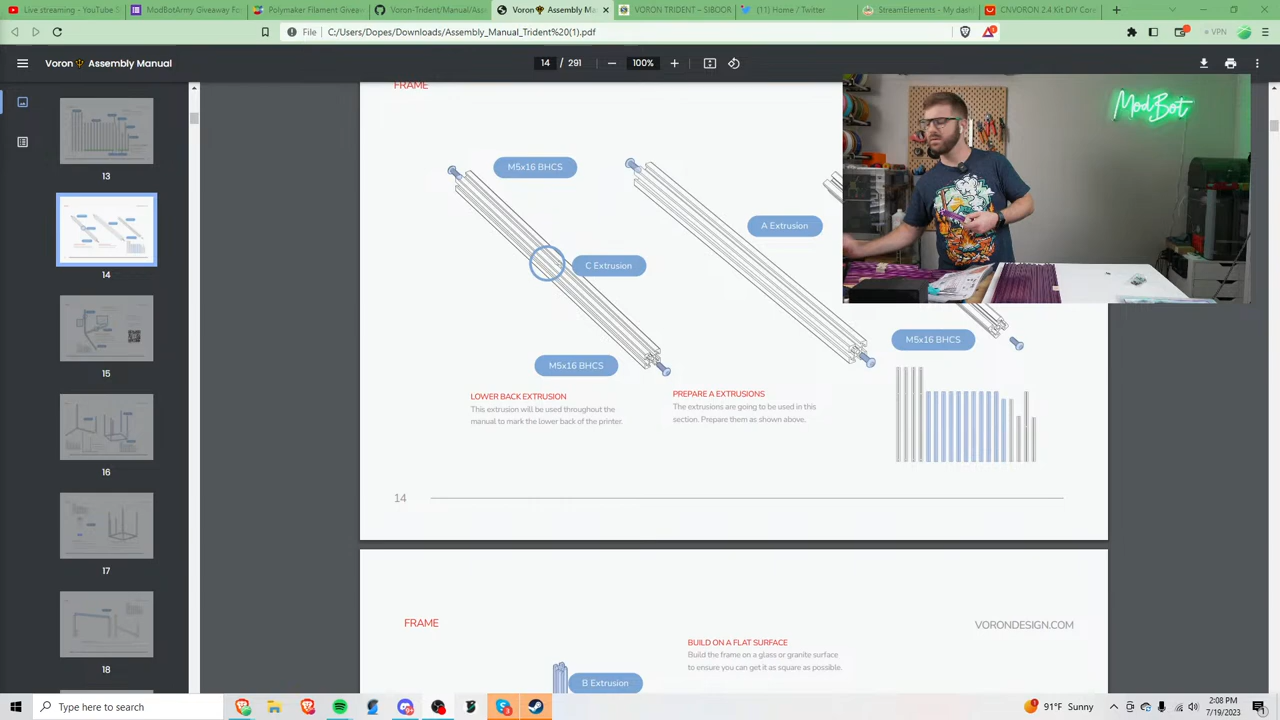 Live streaming - YouTube S
ModBotArmy Giveaway For
Polymaker Filament Givea
Voron-Trident/Manual/Ass
Voron Assembly Man
VORON TRIDENT – SIBOOR
(11) Home / Twitter
StreamElements - My dash
CNVORON 2.4 Kit DIY Cor
File C:/Users/Dopes/Downloads/Assembly_Manual_Trident%20(1).pdf
VPN
Voron Assembly Manual
14 / 291
100%
13
14
15
16
17
18
FRAME
ModBot
M5x16 BHCS
A Extrusion
C Extrusion
M5x16 BHCS
M5x16 BHCS
LOWER BACK EXTRUSION
This extrusion will be used throughout the
manual to mark the lower back of the printer.
PREPARE A EXTRUSIONS
The extrusions are going to be used in this
section. Prepare them as shown above.
14
FRAME
VORONDESIGN.COM
BUILD ON A FLAT SURFACE
Build the frame on a glass or granite surface
to ensure you can get it as square as possible.
B Extrusion
Type here to search
91°F Sunny
2:08 PM
7/19/2023